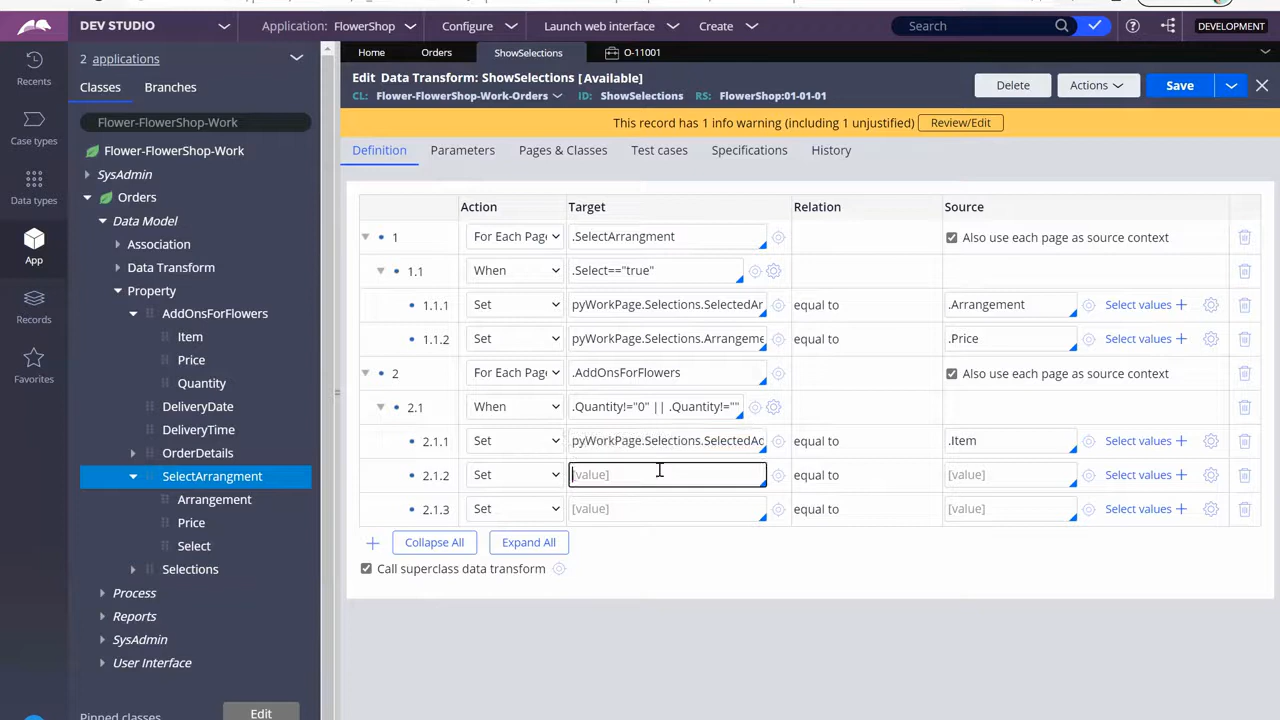 DEV STUDIO
Application: FlowerShop
Configure
Launch web interface
Create
Search
DEVELOPMENT
Recents
Case types
Data types
App
Records
Favorites
2 applications
Classes
Branches
Flower-FlowerShop-Work
Flower-FlowerShop-Work
SysAdmin
Orders
Data Model
Association
Data Transform
Property
AddOnsForFlowers
Item
Price
Quantity
DeliveryDate
DeliveryTime
OrderDetails
SelectArrangment
Arrangement
Price
Select
Selections
Process
Reports
SysAdmin
User Interface
Pinned classes
Edit
Home
Orders
ShowSelections
O-11001
Edit Data Transform: ShowSelections [Available]
CL: Flower-FlowerShop-Work-Orders ID: ShowSelections RS: FlowerShop:01-01-01
Delete
Actions
Save
This record has 1 info warning (including 1 unjustified) Review/Edit
Definition Parameters Pages & Classes Test cases Specifications History
Action Target Relation Source
1 For Each Pag .SelectArrangment Also use each page as source context
1.1 When .Select=="true"
1.1.1 Set pyWorkPage.Selections.SelectedAr equal to .Arrangement Select values
1.1.2 Set pyWorkPage.Selections.Arrangeme equal to .Price Select values
2 For Each Pag .AddOnsForFlowers Also use each page as source context
2.1 When .Quantity!="0" || .Quantity!=""
2.1.1 Set pyWorkPage.Selections.SelectedAd equal to .Item Select values
2.1.2 Set [value] equal to [value] Select values
2.1.3 Set [value] equal to [value] Select values
Collapse All Expand All
Call superclass data transform